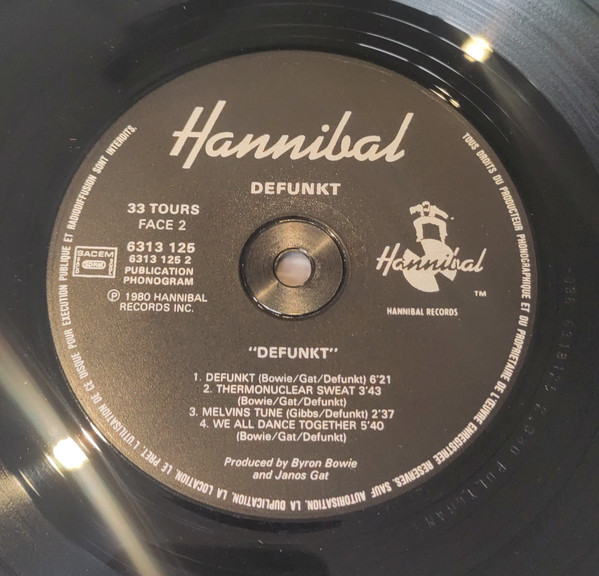 Hannibal
DEFUNKT
33 TOURS
FACE 2
6313 125
6313 125 2
PUBLICATION
PHONOGRAM
℗ 1980 HANNIBAL
RECORDS INC.
SACEM
Hannibal
TM
HANNIBAL RECORDS
"DEFUNKT"
1. DEFUNKT (Bowie/Gat/Defunkt) 6'21
2. THERMONUCLEAR SWEAT 3'43
(Bowie/Gat/Defunkt)
3. MELVINS TUNE (Gibbs/Defunkt) 2'37
4. WE ALL DANCE TOGETHER 5'40
(Bowie/Gat/Defunkt)
Produced by Byron Bowie
and Janos Gat
TOUS DROITS DU PRODUCTEUR PHONOGRAPHIQUE ET DU PROPRIETAIRE DE L'ŒUVRE ENREGISTREE RESERVES. SAUF AUTORISATION, LA DUPLICATION, LA LOCATION, LE PRET, L'UTILISATION DE CE DISQUE POUR EXECUTION PUBLIQUE ET RADIODIFFUSION SONT INTERDITS.